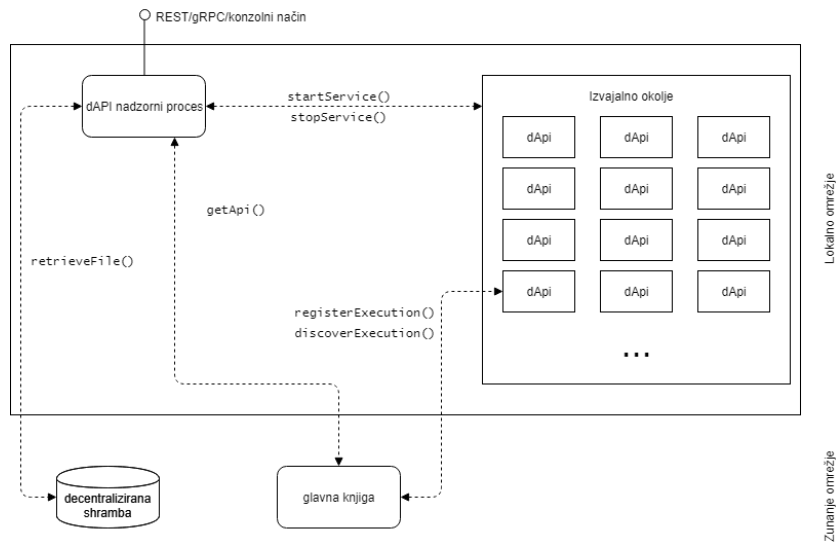 REST/gRPC/konzolni način
dAPI nadzorni proces
startService()
stopService()
Izvajalno okolje
dApi dApi dApi
dApi dApi dApi
dApi dApi dApi
dApi dApi dApi
...
getApi()
retrieveFile()
registerExecution()
discoverExecution()
Lokalno omrežje
decentralizirana
shramba
glavna knjiga
Zunanje omrežje